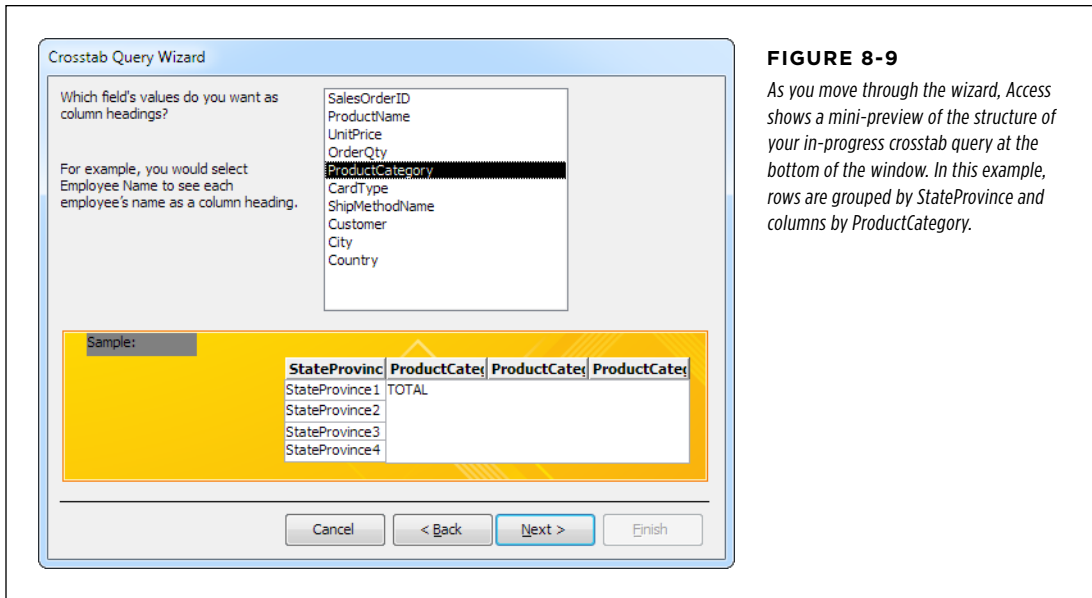 Crosstab Query Wizard
Which field's values do you want as
column headings?
For example, you would select
Employee Name to see each
employee's name as a column heading.
SalesOrderID
ProductName
UnitPrice
OrderQty
ProductCategory
CardType
ShipMethodName
Customer
City
Country
Sample:
StateProvinc ProductCateg ProductCateg ProductCateg
StateProvince1 TOTAL
StateProvince2
StateProvince3
StateProvince4
Cancel < Back Next > Finish
FIGURE 8-9
As you move through the wizard, Access
shows a mini-preview of the structure of
your in-progress crosstab query at the
bottom of the window. In this example,
rows are grouped by StateProvince and
columns by ProductCategory.